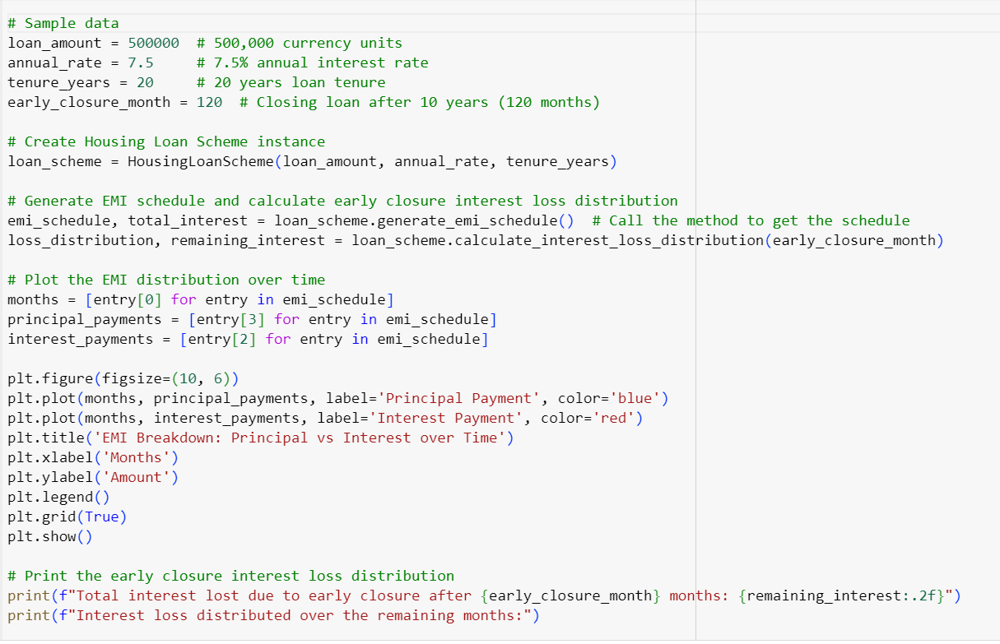 # Sample data
loan_amount = 500000  # 500,000 currency units
annual_rate = 7.5     # 7.5% annual interest rate
tenure_years = 20     # 20 years loan tenure
early_closure_month = 120  # Closing loan after 10 years (120 months)

# Create Housing Loan Scheme instance
loan_scheme = HousingLoanScheme(loan_amount, annual_rate, tenure_years)

# Generate EMI schedule and calculate early closure interest loss distribution
emi_schedule, total_interest = loan_scheme.generate_emi_schedule()  # Call the method to get the schedule
loss_distribution, remaining_interest = loan_scheme.calculate_interest_loss_distribution(early_closure_month)

# Plot the EMI distribution over time
months = [entry[0] for entry in emi_schedule]
principal_payments = [entry[3] for entry in emi_schedule]
interest_payments = [entry[2] for entry in emi_schedule]

plt.figure(figsize=(10, 6))
plt.plot(months, principal_payments, label='Principal Payment', color='blue')
plt.plot(months, interest_payments, label='Interest Payment', color='red')
plt.title('EMI Breakdown: Principal vs Interest over Time')
plt.xlabel('Months')
plt.ylabel('Amount')
plt.legend()
plt.grid(True)
plt.show()

# Print the early closure interest loss distribution
print(f"Total interest lost due to early closure after {early_closure_month} months: {remaining_interest:.2f}")
print(f"Interest loss distributed over the remaining months:")